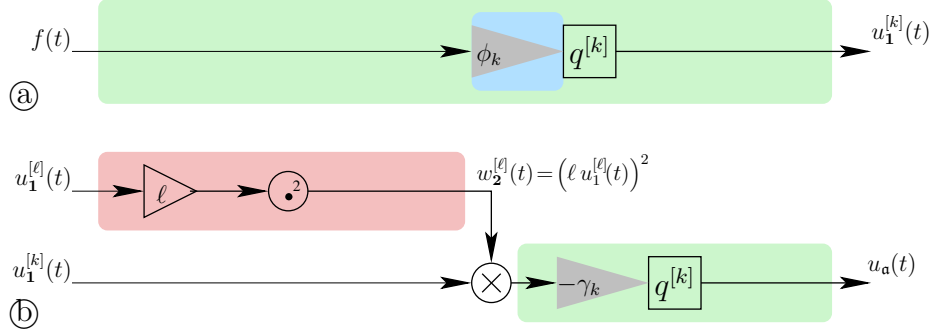 f(t) ϕ_k q^{[k]} u_𝟏^{[k]}(t)
ⓐ
u_𝟏^{[ℓ]}(t) ℓ •² w_𝟐^{[ℓ]}(t)=(ℓ u_1^{[ℓ]}(t))²
u_𝟏^{[k]}(t) × −γ_k q^{[k]} u_𝔞(t)
ⓑ